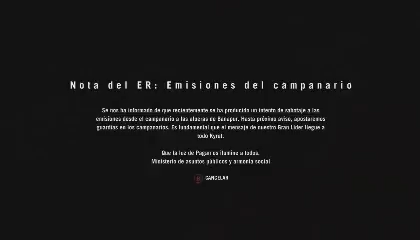 Nota del ER: Emisiones del campanario
Se nos ha informado de que recientemente se ha producido un intento de sabotaje a las
emisiones desde el campanario a las afueras de Banapur. Hasta próximo aviso, apostaremos
guardias en los campanarios. Es fundamental que el mensaje de nuestro Gran Líder llegue a
todo Kyrat.
Que la luz de Pagan os ilumine a todos.
Ministerio de asuntos públicos y armonía social
CANCELAR